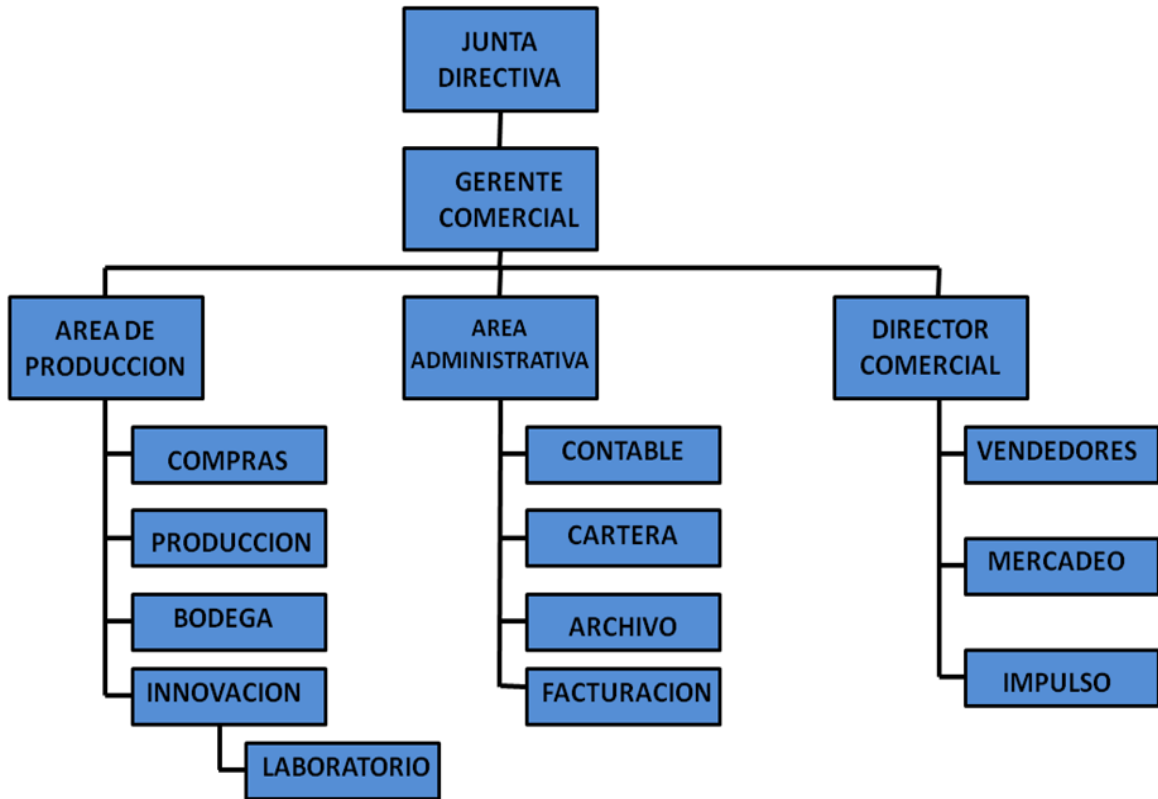 JUNTA
DIRECTIVA
GERENTE
COMERCIAL
AREA DE
PRODUCCION
AREA
ADMINISTRATIVA
DIRECTOR
COMERCIAL
COMPRAS
PRODUCCION
BODEGA
INNOVACION
LABORATORIO
CONTABLE
CARTERA
ARCHIVO
FACTURACION
VENDEDORES
MERCADEO
IMPULSO